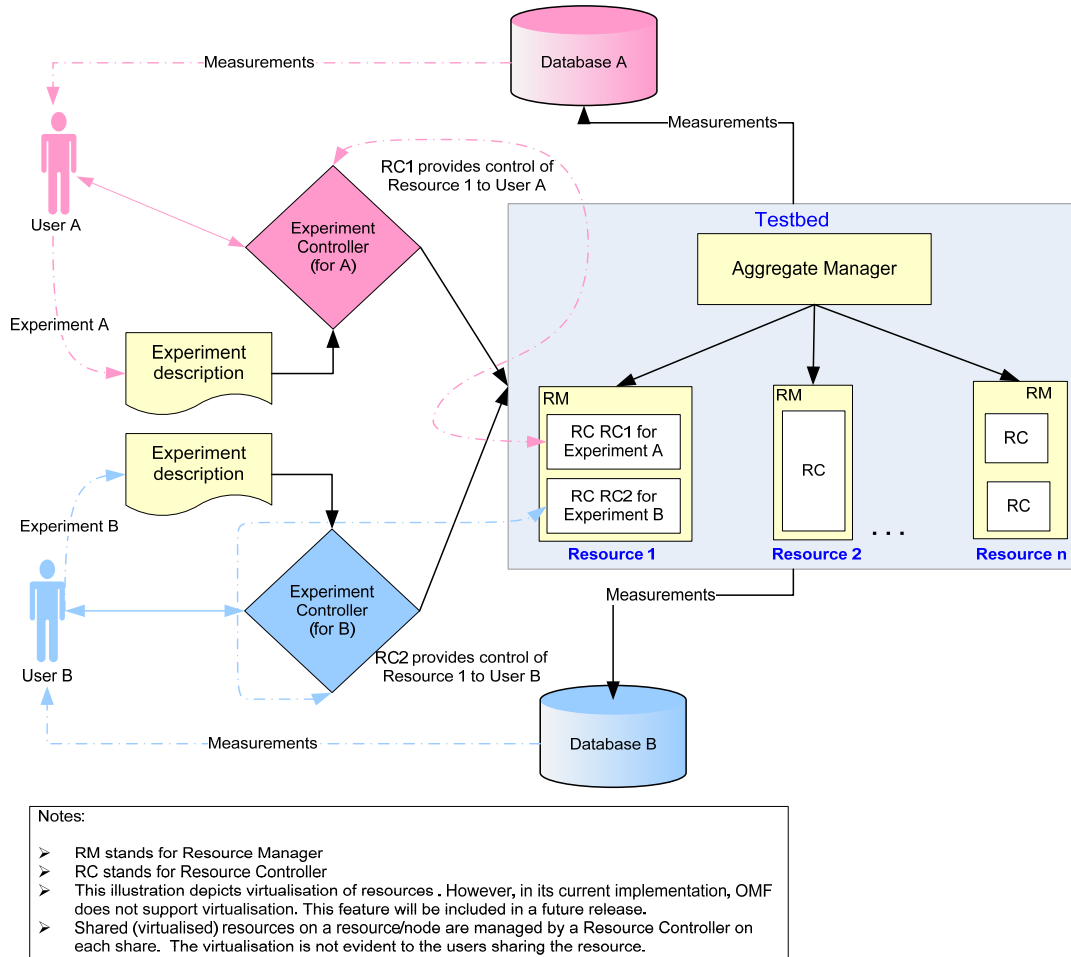 Database A
Measurements
Measurements
RC1 provides control of
Resource 1 to User A
User A
Experiment
Controller
(for A)
Testbed
Aggregate Manager
Experiment A
Experiment
description
RM
RC RC1 for
Experiment A
RC RC2 for
Experiment B
Resource 1
RM
RC
Resource 2
. . .
RM
RC
RC
Resource n
Experiment
description
Experiment B
Experiment
Controller
(for B)
User B
RC2 provides control of
Resource 1 to User B
Measurements
Measurements
Database B
Notes:
➢ RM stands for Resource Manager
➢ RC stands for Resource Controller
➢ This illustration depicts virtualisation of resources . However, in its current implementation, OMF
does not support virtualisation. This feature will be included in a future release.
➢ Shared (virtualised) resources on a resource/node are managed by a Resource Controller on
each share. The virtualisation is not evident to the users sharing the resource.